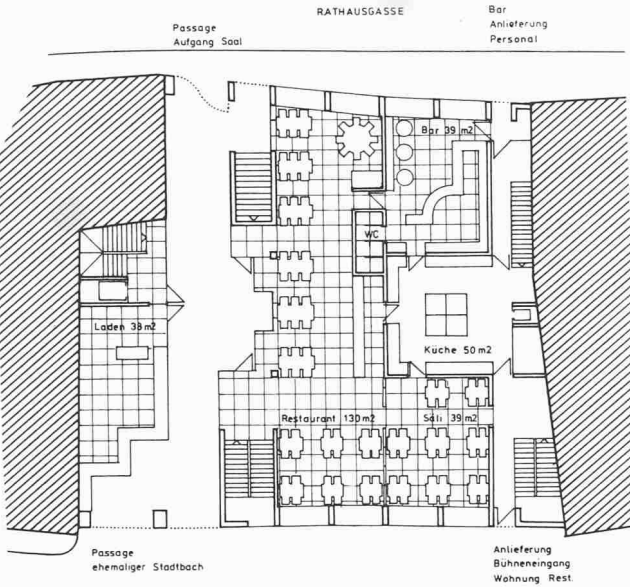 RATHAUSGASSE
Passage
Aufgang Saal
Bar
Anlieferung
Personal
Bar 39 m2
WC
Laden 38 m2
Küche 50 m2
Restaurant 130 m2
Säli 39 m2
Passage
ehemaliger Stadtbach
Anlieferung
Bühneneingang
Wohnung Rest.